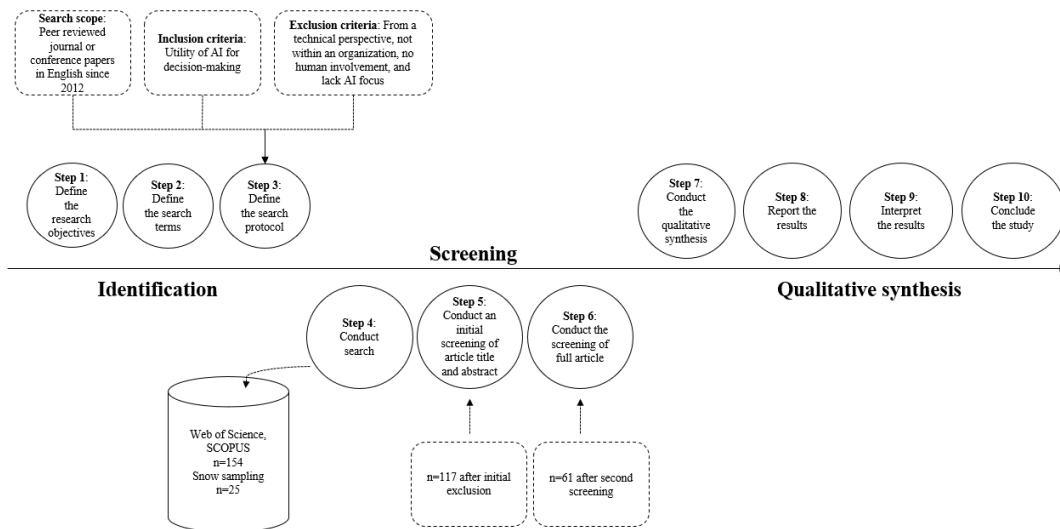 Search scope:
Peer reviewed
journal or
conference papers
in English since
2012
Inclusion criteria:
Utility of AI for
decision-making
Exclusion criteria: From a
technical perspective, not
within an organization, no
human involvement, and
lack AI focus
Step 1:
Define
the
research
objectives
Step 2:
Define
the search
terms
Step 3:
Define
the search
protocol
Step 7:
Conduct
the
qualitative
synthesis
Step 8:
Report the
results
Step 9:
Interpret
the results
Step 10:
Conclude
the study
Screening
Identification
Qualitative synthesis
Step 4:
Conduct
search
Step 5:
Conduct an
initial
screening of
article title
and abstract
Step 6:
Conduct the
screening of
full article
Web of Science,
SCOPUS
n=154
Snow sampling
n=25
n=117 after initial
exclusion
n=61 after second
screening